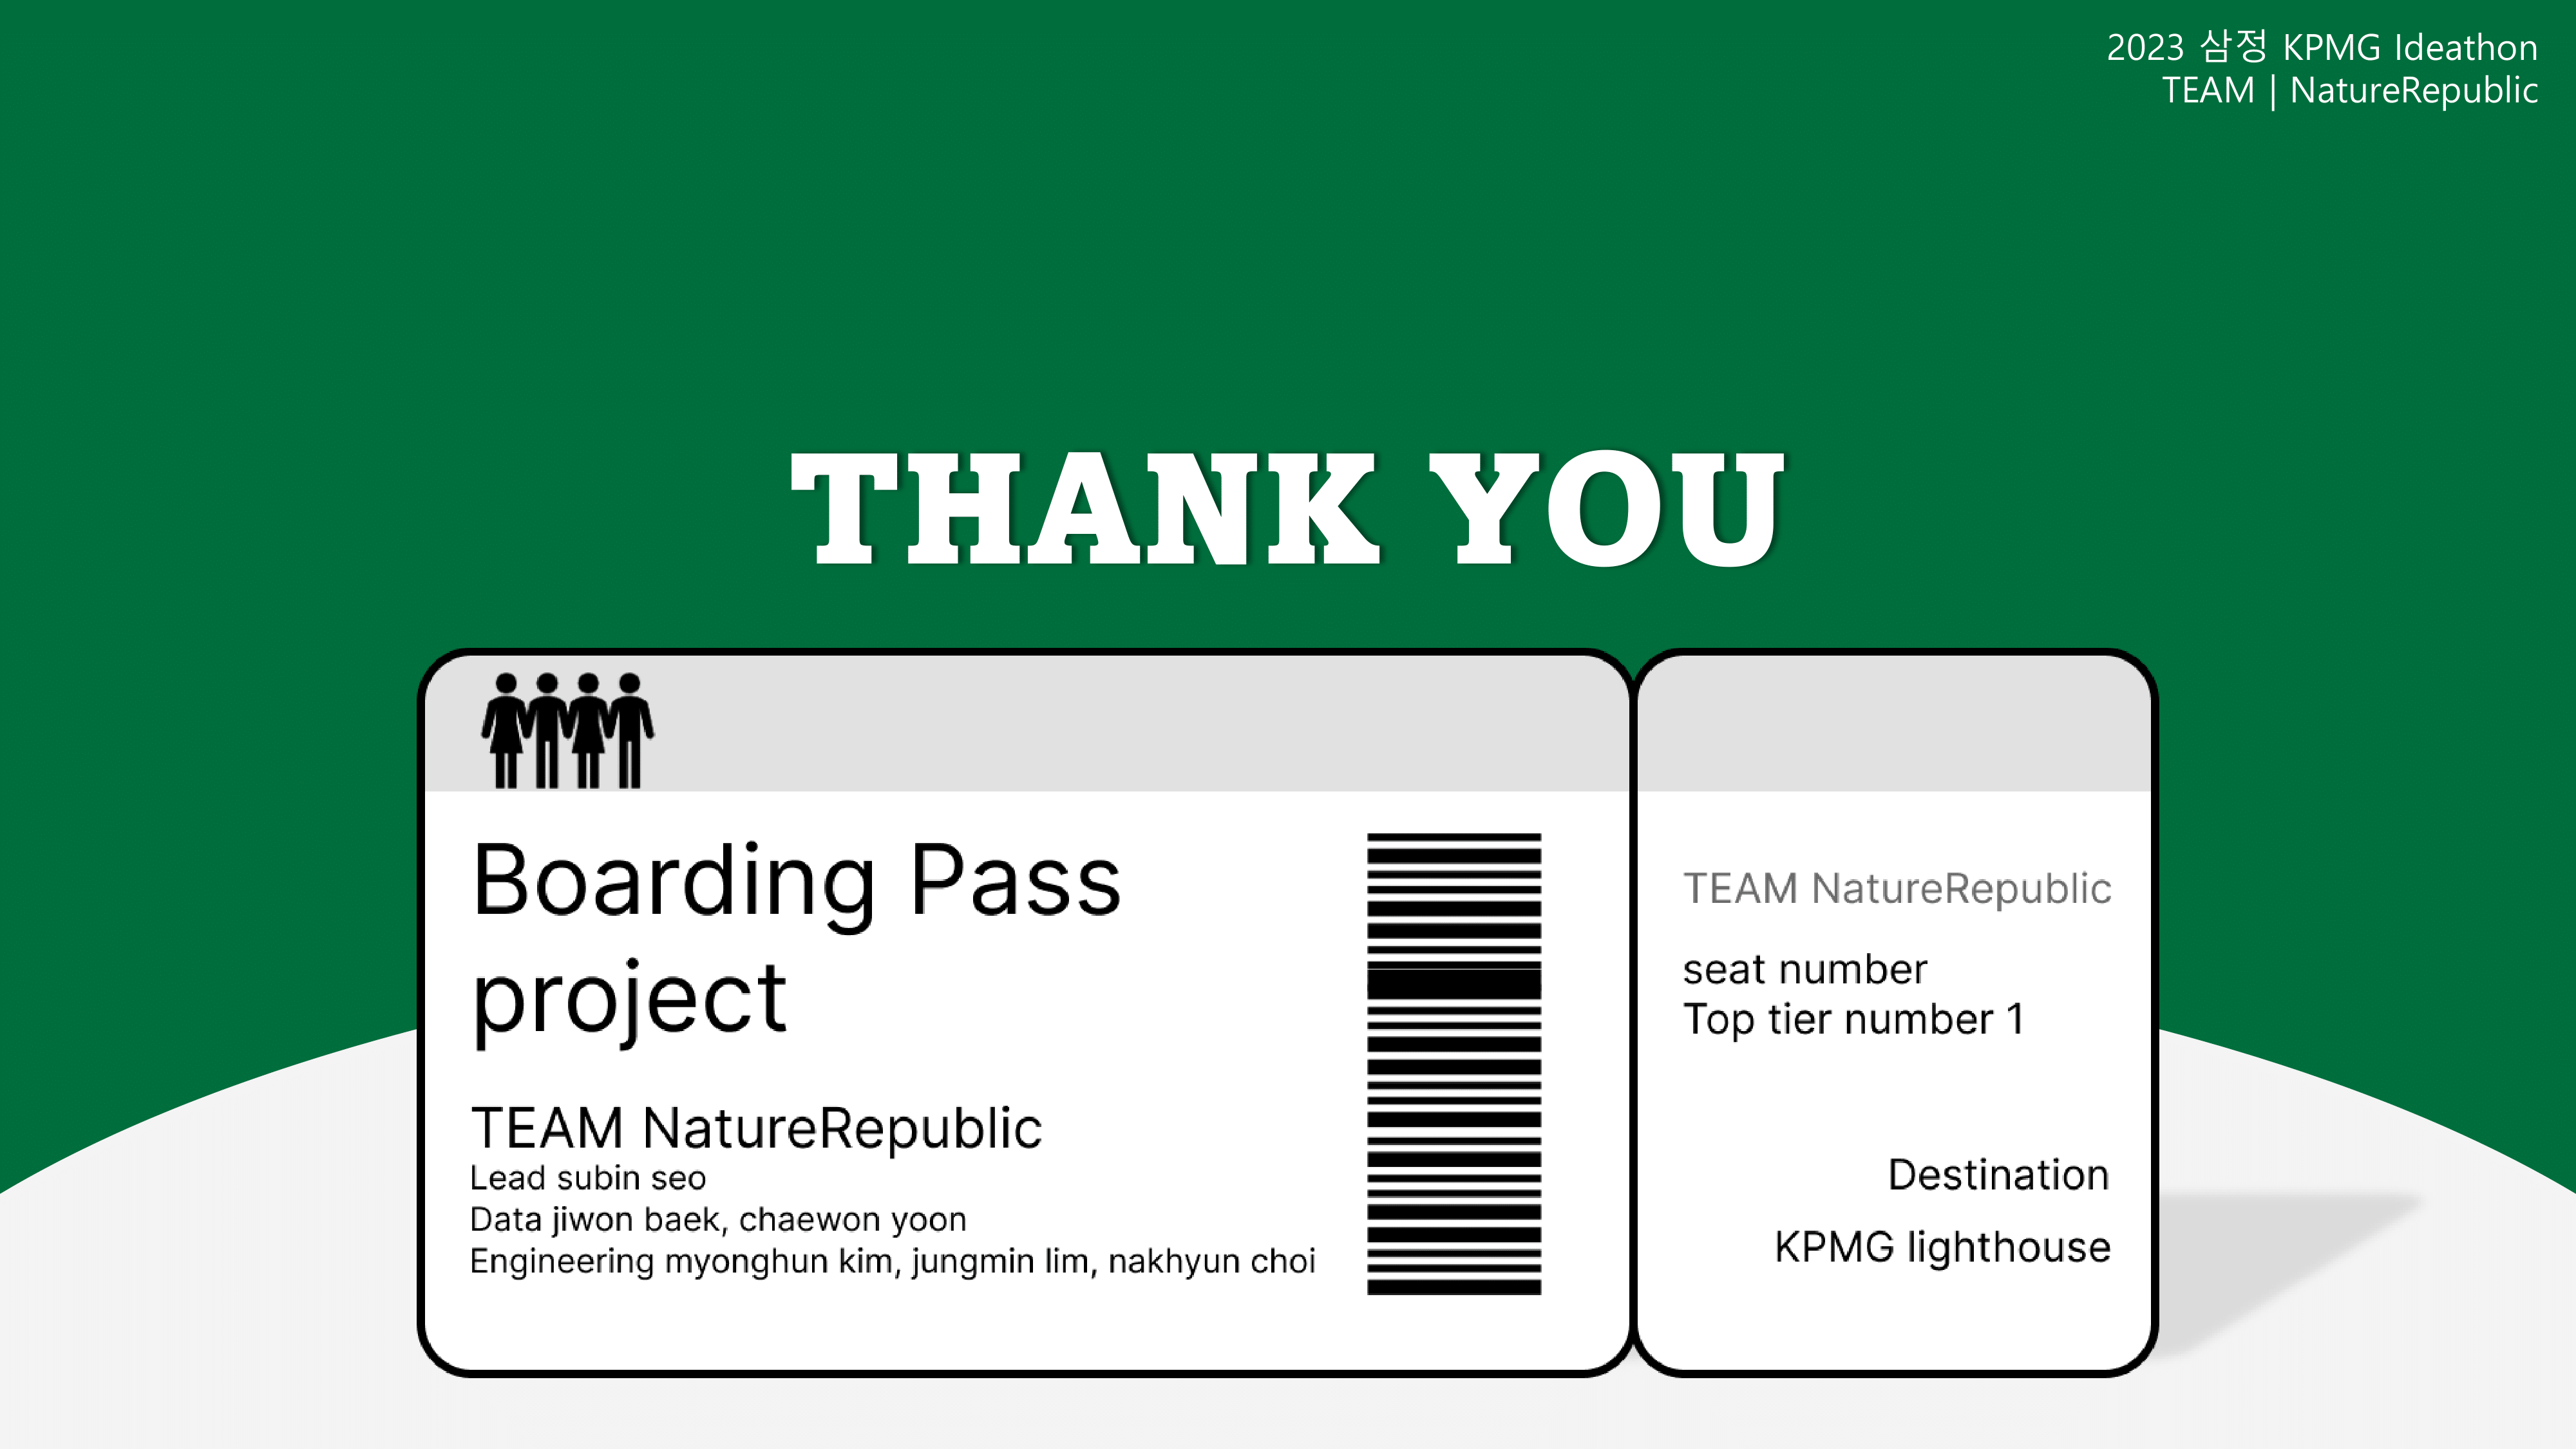 2023 삼정 KPMG Ideathon
TEAM | NatureRepublic
THANK YOU
Boarding Pass
project
TEAM NatureRepublic
Lead subin seo
Data jiwon baek, chaewon yoon
Engineering myonghun kim, jungmin lim, nakhyun choi
TEAM NatureRepublic
seat number
Top tier number 1
Destination
KPMG lighthouse